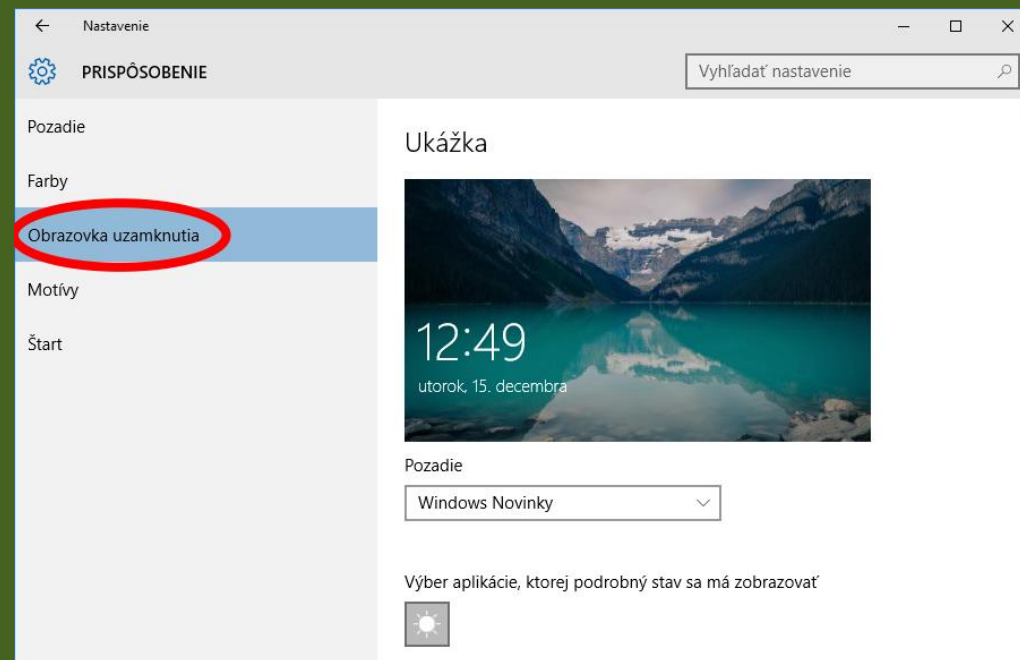 Nastavenie
PRISPÔSOBENIE
Vyhľadať nastavenie
Pozadie
Farby
Obrazovka uzamknutia
Motívy
Štart
Ukážka
12:49
utorok, 15. decembra
Pozadie
Windows Novinky
Výber aplikácie, ktorej podrobný stav sa má zobrazovať